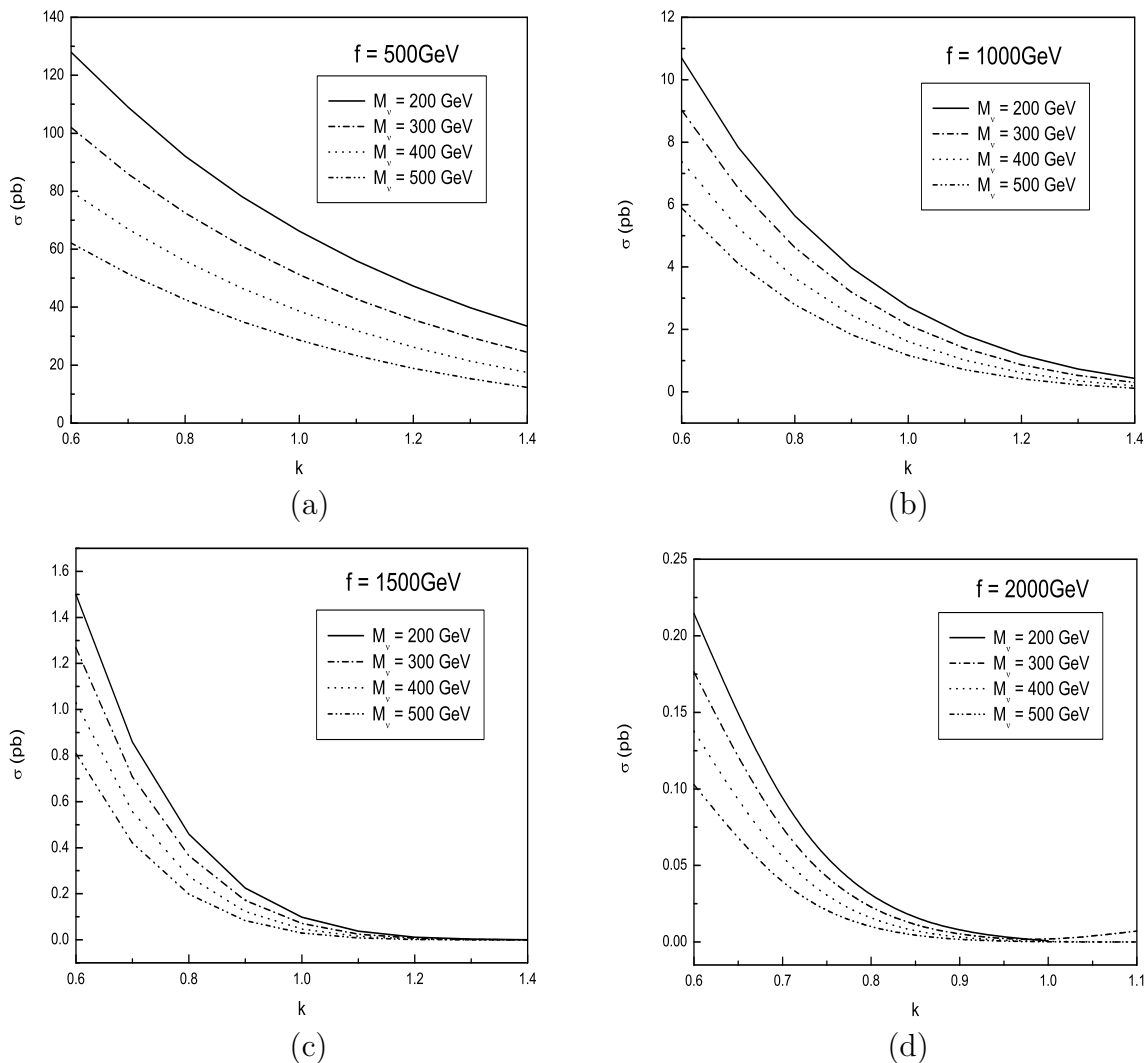 f = 500GeV
M_ν = 200 GeV
M_ν = 300 GeV
M_ν = 400 GeV
M_ν = 500 GeV
140
130
120
110
100
90
80
70
60
50
40
30
20
10
0
σ (pb)
0.6 0.8 1.0 1.2 1.4
k
(a)
f = 1000GeV
M_ν = 200 GeV
M_ν = 300 GeV
M_ν = 400 GeV
M_ν = 500 GeV
12
10
8
6
4
2
0
σ (pb)
0.6 0.8 1.0 1.2 1.4
k
(b)
f = 1500GeV
M_ν = 200 GeV
M_ν = 300 GeV
M_ν = 400 GeV
M_ν = 500 GeV
1.6
1.4
1.2
1.0
0.8
0.6
0.4
0.2
0.0
σ (pb)
0.6 0.8 1.0 1.2 1.4
k
(c)
f = 2000GeV
M_ν = 200 GeV
M_ν = 300 GeV
M_ν = 400 GeV
M_ν = 500 GeV
0.25
0.20
0.15
0.10
0.05
0.00
σ (pb)
0.6 0.7 0.8 0.9 1.0 1.1
k
(d)